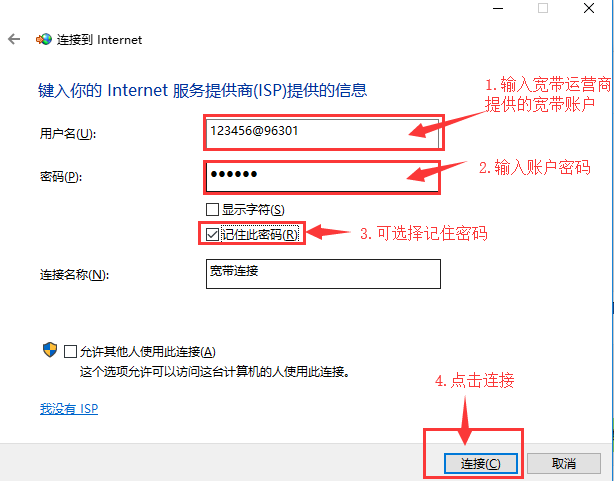 连接到 Internet
键入你的 Internet 服务提供商(ISP)提供的信息
1.输入宽带运营商
提供的宽带账户
用户名(U):
123456@96301
2.输入账户密码
密码(P):
••••••
显示字符(S)
记住此密码(R)
3.可选择记住密码
连接名称(N):
宽带连接
允许其他人使用此连接(A)
这个选项允许可以访问这台计算机的人使用此连接。
4.点击连接
我没有 ISP
连接(C)
取消